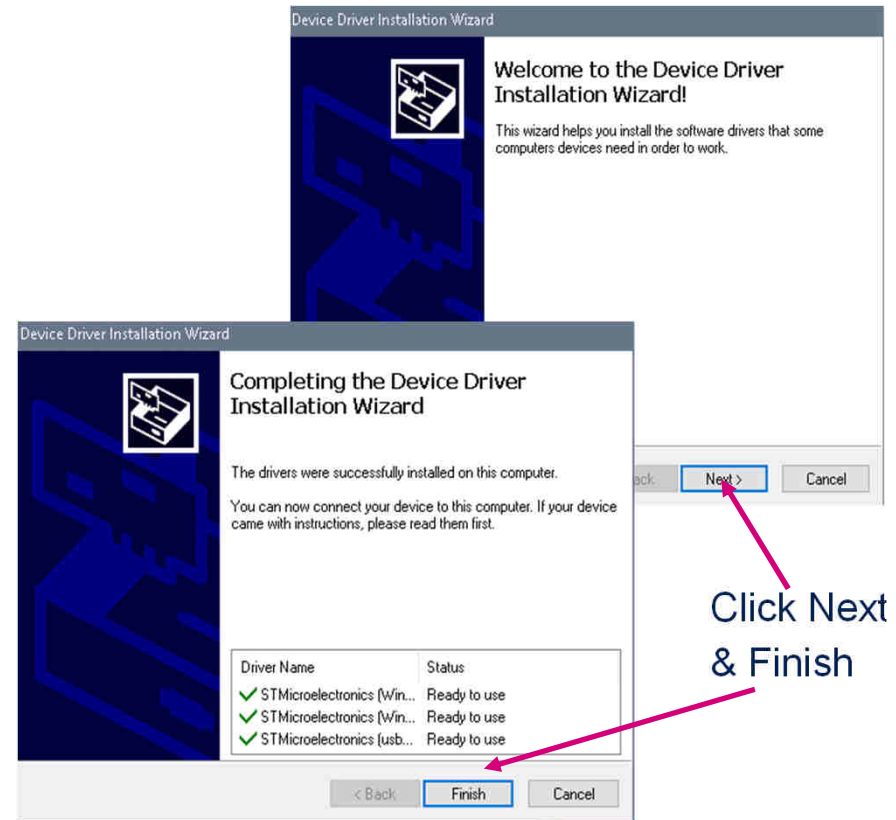 Device Driver Installation Wizard
Welcome to the Device Driver
Installation Wizard!
This wizard helps you install the software drivers that some
computers devices need in order to work.
Next >
Cancel
Device Driver Installation Wizard
Completing the Device Driver
Installation Wizard
The drivers were successfully installed on this computer.
You can now connect your device to this computer. If your device
came with instructions, please read them first.
Driver Name Status
STMicroelectronics (Win... Ready to use
STMicroelectronics (Win... Ready to use
STMicroelectronics (usb... Ready to use
< Back Finish Cancel
Click Next
& Finish